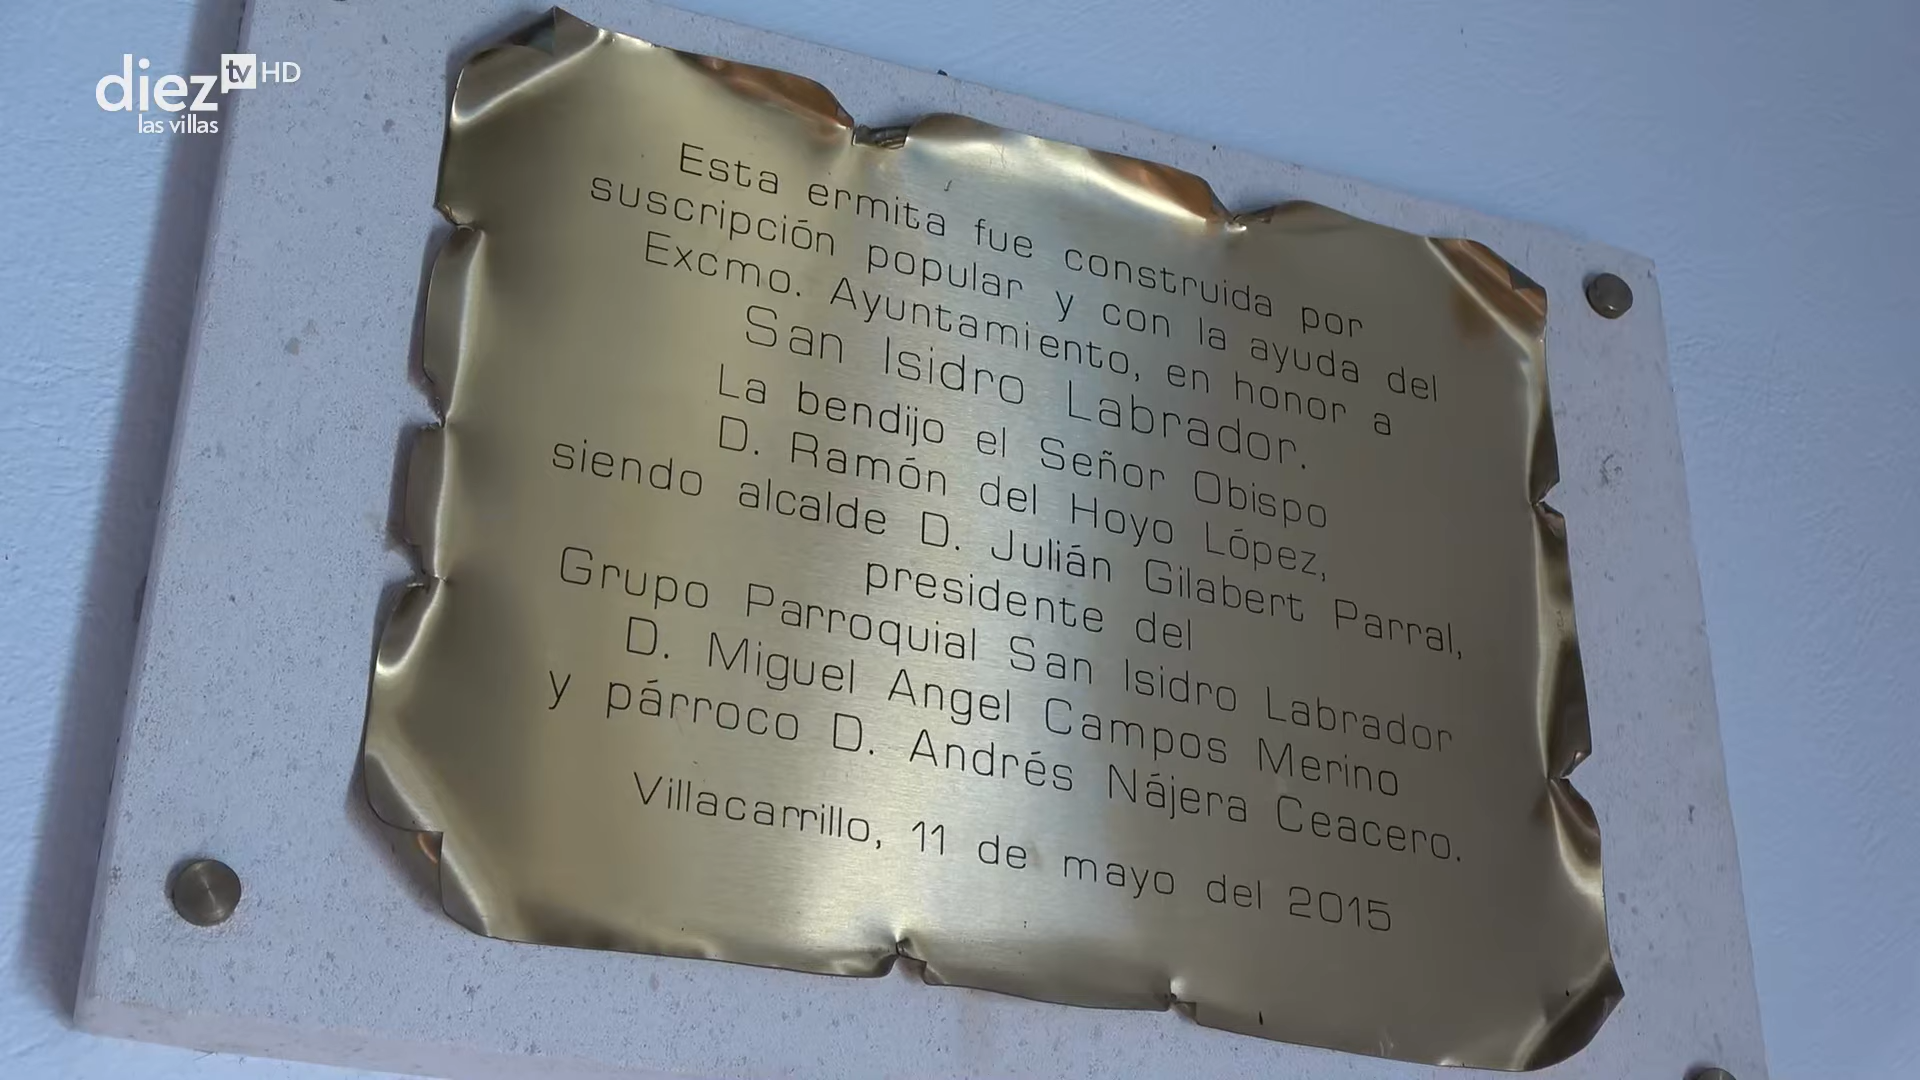 diez tv HD
las villas
Esta ermita fue construida por
suscripción popular y con la ayuda del
Excmo. Ayuntamiento, en honor a
San Isidro Labrador.
La bendijo el Señor Obispo
D. Ramón del Hoyo López,
siendo alcalde D. Julián Gilabert Parral,
presidente del
Grupo Parroquial San Isidro Labrador
D. Miguel Angel Campos Merino
y párroco D. Andrés Nájera Ceacero.
Villacarrillo, 11 de mayo del 2015